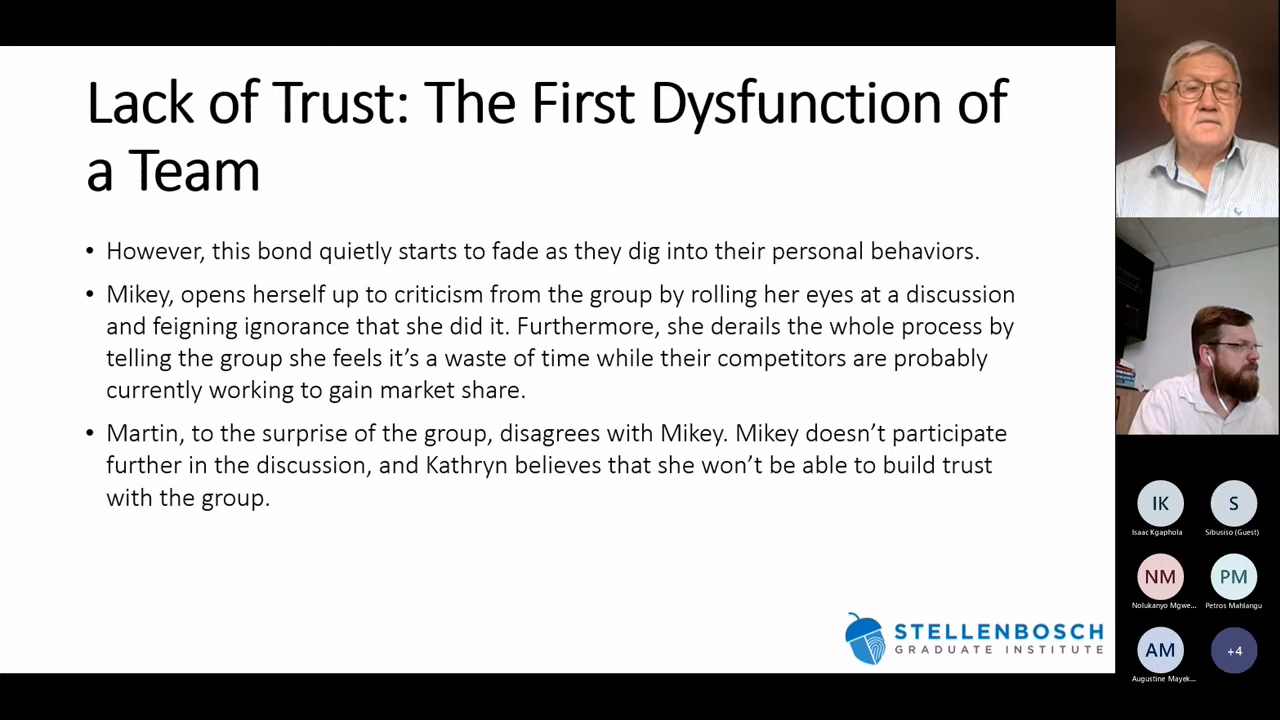 Lack of Trust: The First Dysfunction of
a Team
• However, this bond quietly starts to fade as they dig into their personal behaviors.
• Mikey, opens herself up to criticism from the group by rolling her eyes at a discussion
and feigning ignorance that she did it. Furthermore, she derails the whole process by
telling the group she feels it’s a waste of time while their competitors are probably
currently working to gain market share.
• Martin, to the surprise of the group, disagrees with Mikey. Mikey doesn’t participate
further in the discussion, and Kathryn believes that she won’t be able to build trust
with the group.
STELLENBOSCH
GRADUATE INSTITUTE
IK S
Isaac Kgaphola Sibusiso (Guest)
NM PM
Nolukanyo Mgwe... Petros Mahlangu
AM +4
Augustine Mayek...